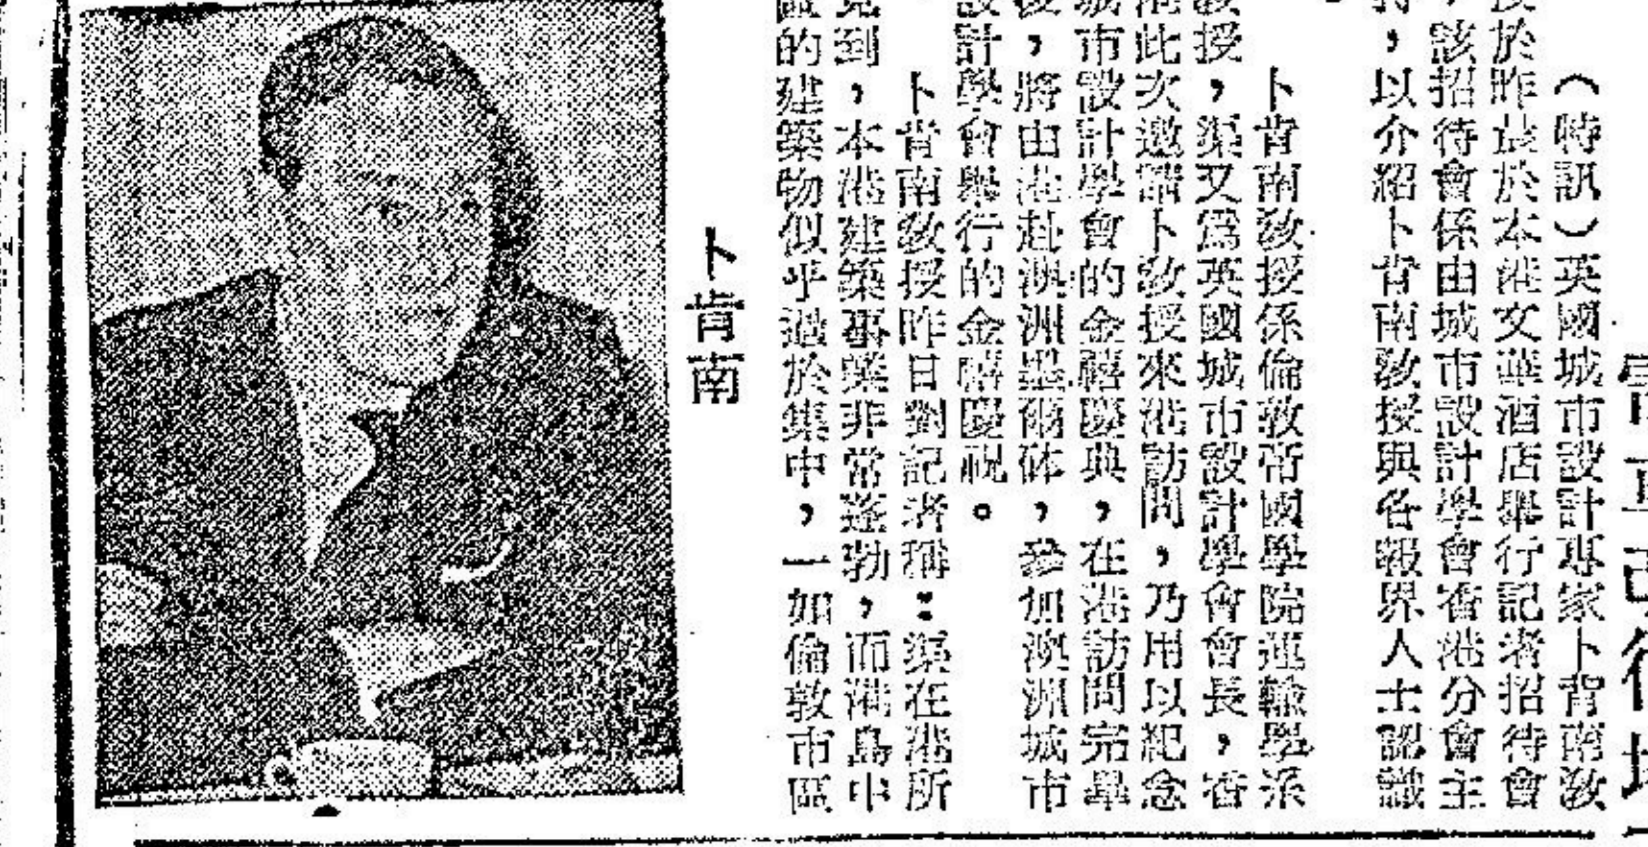 （時訊）英國城市設計專家卜肯南敎
授於昨晨於本港文華酒店舉行記者招待會
，該招待會係由城市設計學會香港分會主
持，以介紹卜肯南敎授與各報界人士認識
。
卜肯南敎授係倫敦帝國學院運輸學系
敎授，渠又爲英國城市設計學會會長，香
港此次邀請卜敎授來港訪問，乃用以紀念
城市設計學會的金禧慶典，在港訪問完畢
後，將由港赴澳洲墨爾砵，參加澳洲城市
設計學會舉行的金禧慶祝。
卜肯南敎授昨日對記者稱：渠在港所
見到，本港建築事業非常蓬勃，而港島中
區的建築物似乎過於集中，一如倫敦市區
卜肯南